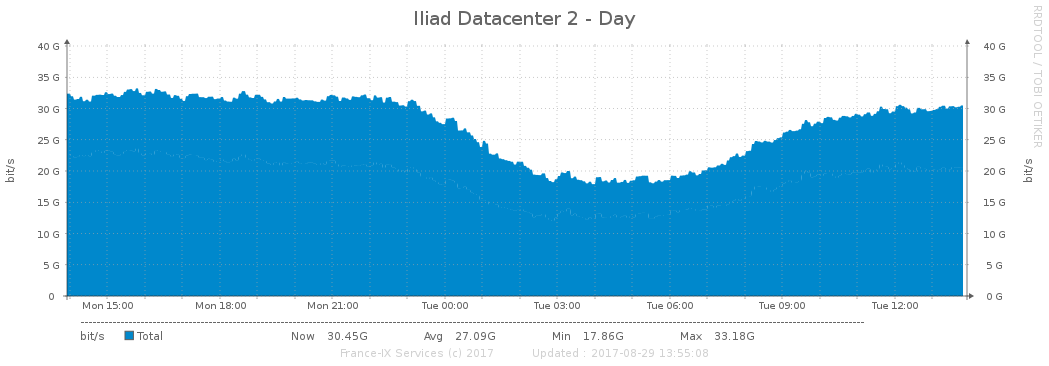 Iliad Datacenter 2 - Day
RRDTOOL / TOBI OETIKER
40 G 40 G
35 G 35 G
30 G 30 G
25 G 25 G
20 G 20 G
15 G 15 G
10 G 10 G
5 G 5 G
0 0 G
bit/s bit/s
Mon 15:00 Mon 18:00 Mon 21:00 Tue 00:00 Tue 03:00 Tue 06:00 Tue 09:00 Tue 12:00
bit/s Total Now 30.45G Avg 27.09G Min 17.86G Max 33.18G
France-IX Services (c) 2017 Updated : 2017-08-29 13:55:08